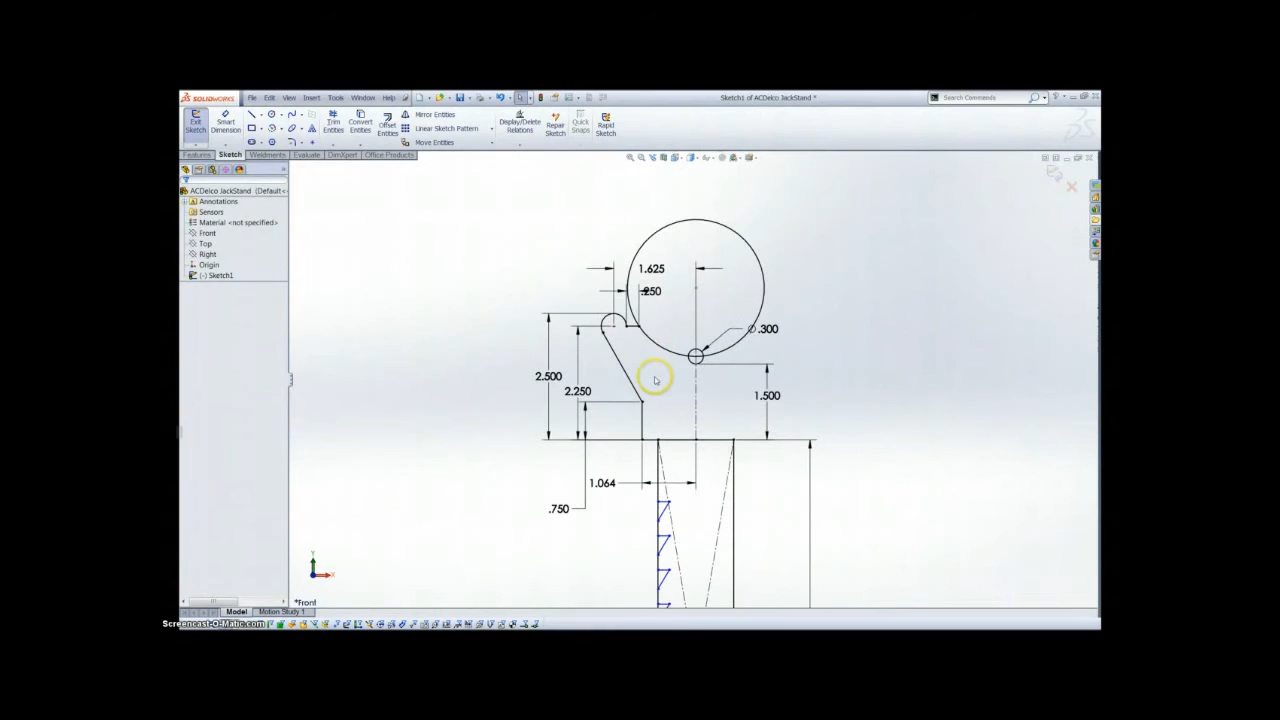 SOLIDWORKS File Edit View Insert Tools Window Help Sketch1 of ACDelco JackStand * Search Commands
Exit Sketch Smart Dimension Trim Entities Convert Entities Offset Entities Mirror Entities Linear Sketch Pattern Move Entities Display/Delete Relations Repair Sketch Quick Snaps Rapid Sketch
Features Sketch Weldments Evaluate DimXpert Office Products
ACDelco JackStand (Default<
Annotations
Sensors
Material <not specified>
Front
Top
Right
Origin
(-) Sketch1
1.625
.250
Ø.300
2.500
2.250
1.500
1.064
.750
Y
X
*Front
Model Motion Study 1
Screencast-O-Matic.com